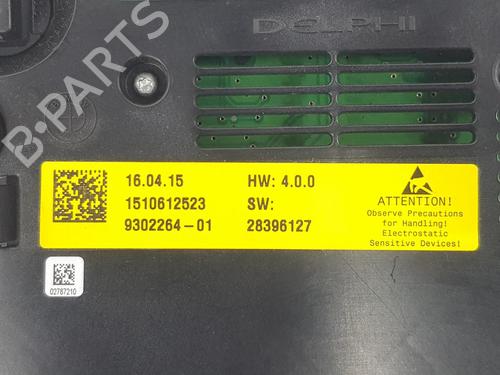 DELPHI
B-PARTS
16.04.15
HW: 4.0.0
1510612523
SW:
9302264-01
28396127
ATTENTION!
Observe Precautions
for Handling!
Electrostatic
Sensitive Devices!
02787210